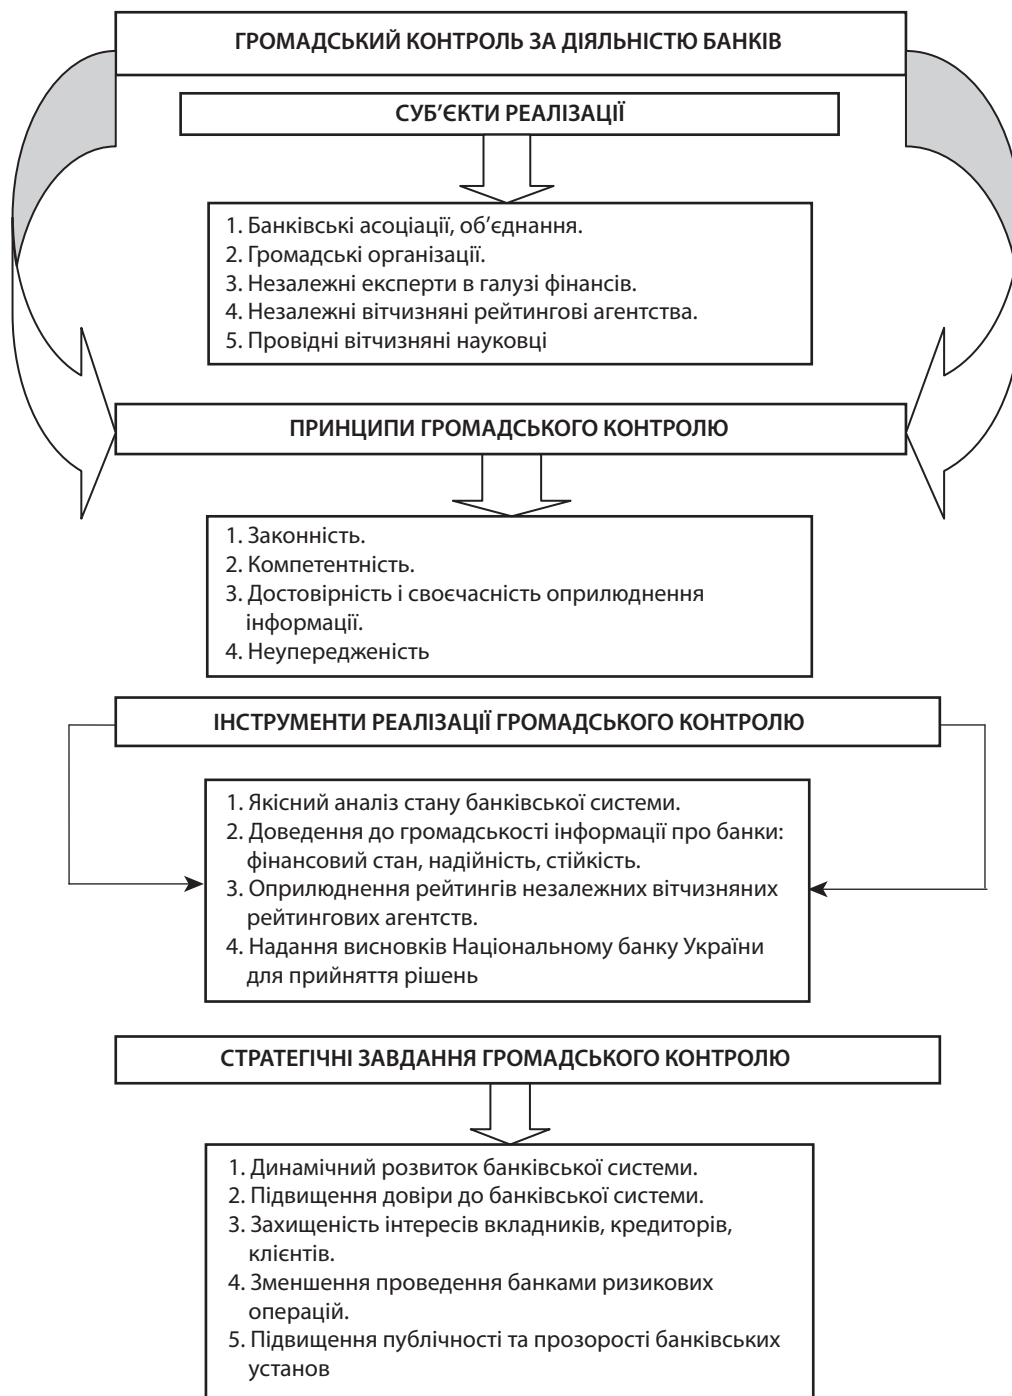 ГРОМАДСЬКИЙ КОНТРОЛЬ ЗА ДІЯЛЬНІСТЮ БАНКІВ
СУБ’ЄКТИ РЕАЛІЗАЦІЇ
1. Банківські асоціації, об’єднання.
2. Громадські організації.
3. Незалежні експерти в галузі фінансів.
4. Незалежні вітчизняні рейтингові агентства.
5. Провідні вітчизняні науковці
ПРИНЦИПИ ГРОМАДСЬКОГО КОНТРОЛЮ
1. Законність.
2. Компетентність.
3. Достовірність і своєчасність оприлюднення
інформації.
4. Неупередженість
ІНСТРУМЕНТИ РЕАЛІЗАЦІЇ ГРОМАДСЬКОГО КОНТРОЛЮ
1. Якісний аналіз стану банківської системи.
2. Доведення до громадськості інформації про банки:
фінансовий стан, надійність, стійкість.
3. Оприлюднення рейтингів незалежних вітчизняних
рейтингових агентств.
4. Надання висновків Національному банку України
для прийняття рішень
СТРАТЕГІЧНІ ЗАВДАННЯ ГРОМАДСЬКОГО КОНТРОЛЮ
1. Динамічний розвиток банківської системи.
2. Підвищення довіри до банківської системи.
3. Захищеність інтересів вкладників, кредиторів,
клієнтів.
4. Зменшення проведення банками ризикових
операцій.
5. Підвищення публічності та прозорості банківських
установ